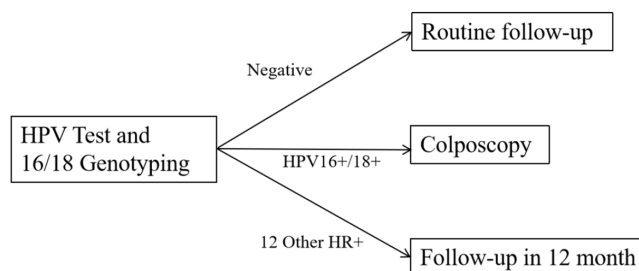 Routine follow-up
Negative
HPV Test and
16/18 Genotyping
HPV16+/18+
Colposcopy
12 Other HR+
Follow-up in 12 month